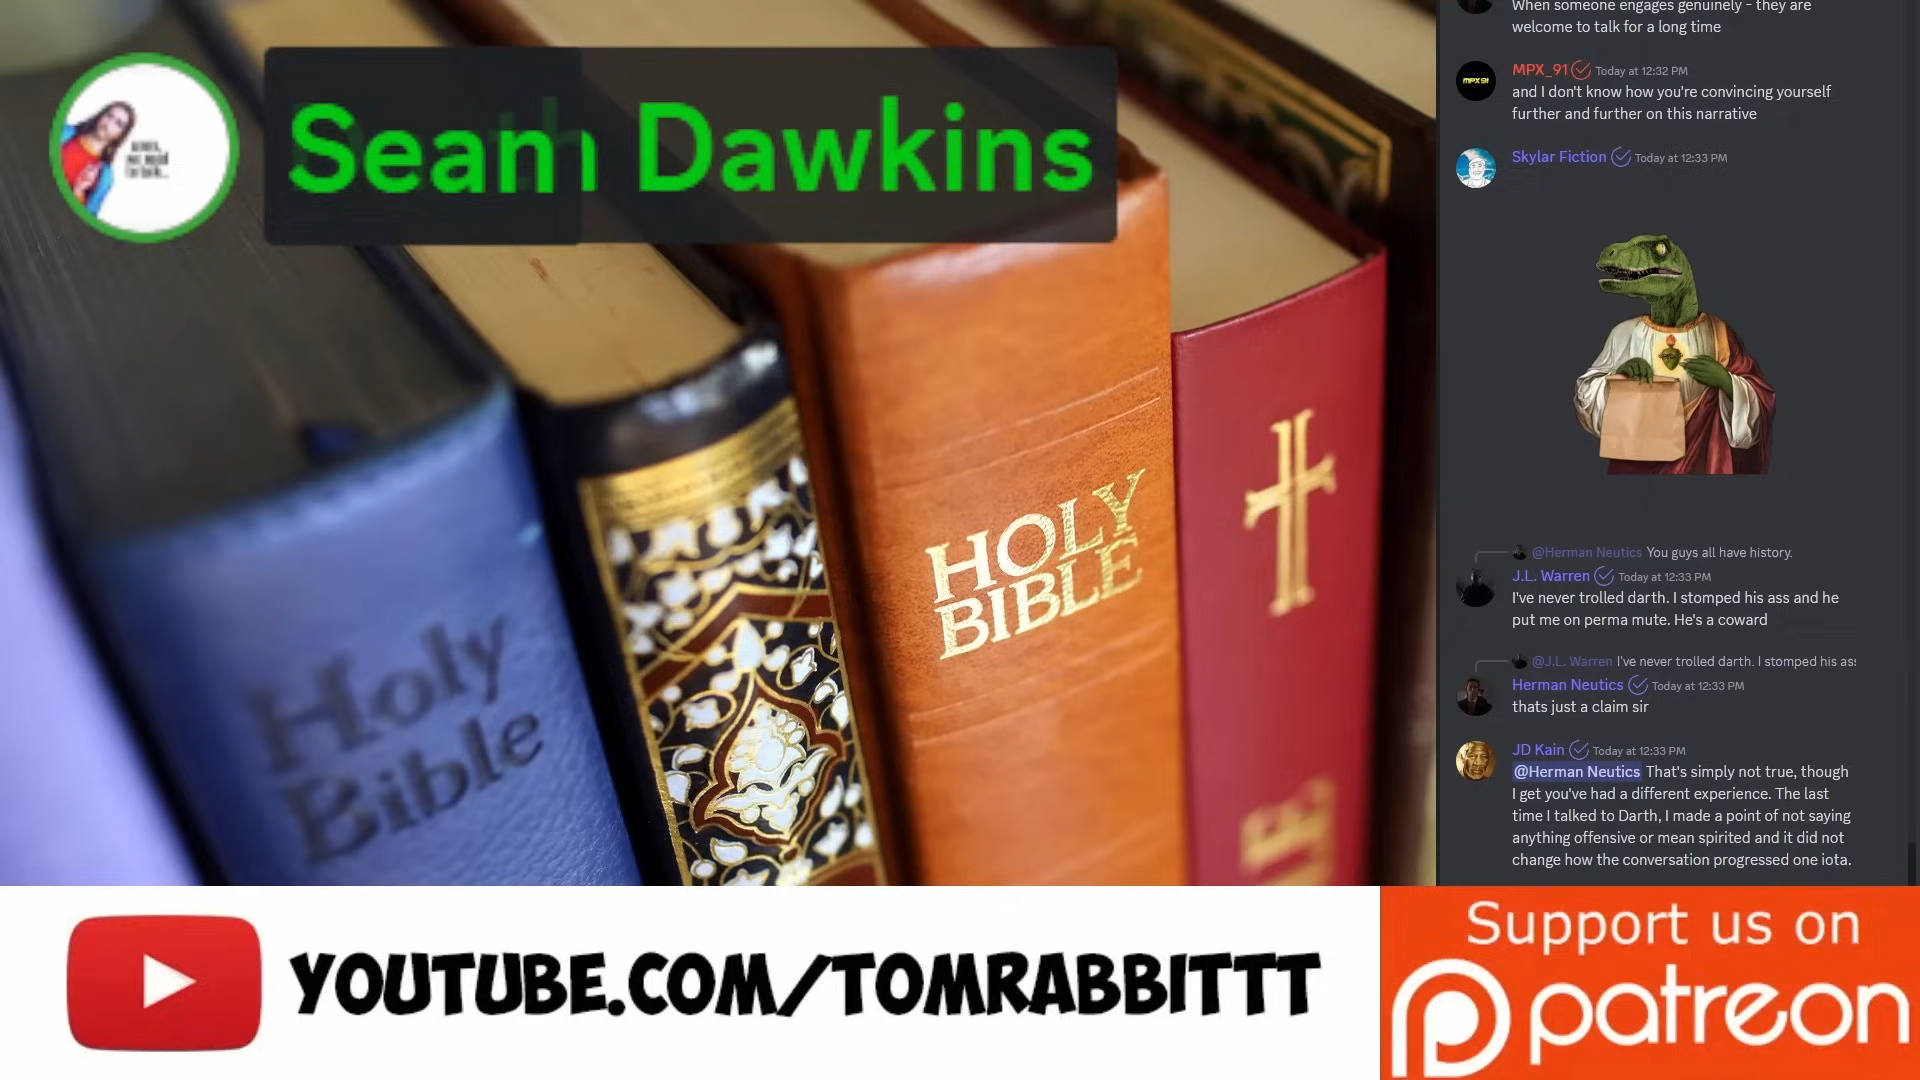 Sean Dawkins
Holy
Bible
HOLY
BIBLE
YOUTUBE.COM/TOMRABBITTT
Support us on
patreon
When someone engages genuinely - they are
welcome to talk for a long time
MPX_91 Today at 12:32 PM
and I don't know how you're convincing yourself
further and further on this narrative
Skylar Fiction Today at 12:33 PM
@Herman Neutics You guys all have history.
J.L. Warren Today at 12:33 PM
I've never trolled darth. I stomped his ass and he
put me on perma mute. He's a coward
@J.L. Warren I've never trolled darth. I stomped his ass
Herman Neutics Today at 12:33 PM
thats just a claim sir
JD Kain Today at 12:33 PM
@Herman Neutics That's simply not true, though
I get you've had a different experience. The last
time I talked to Darth, I made a point of not saying
anything offensive or mean spirited and it did not
change how the conversation progressed one iota.